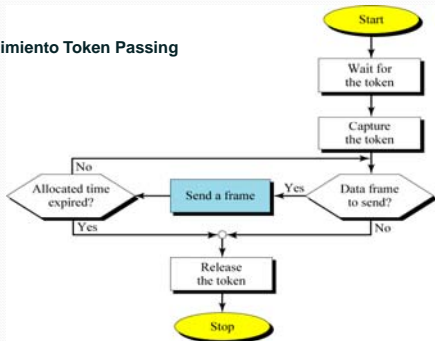 imiento Token Passing
Start
Wait for
the token
Capture
the token
No
Allocated time
expired?
Send a frame
Yes
Data frame
to send?
Yes
No
Release
the token
Stop